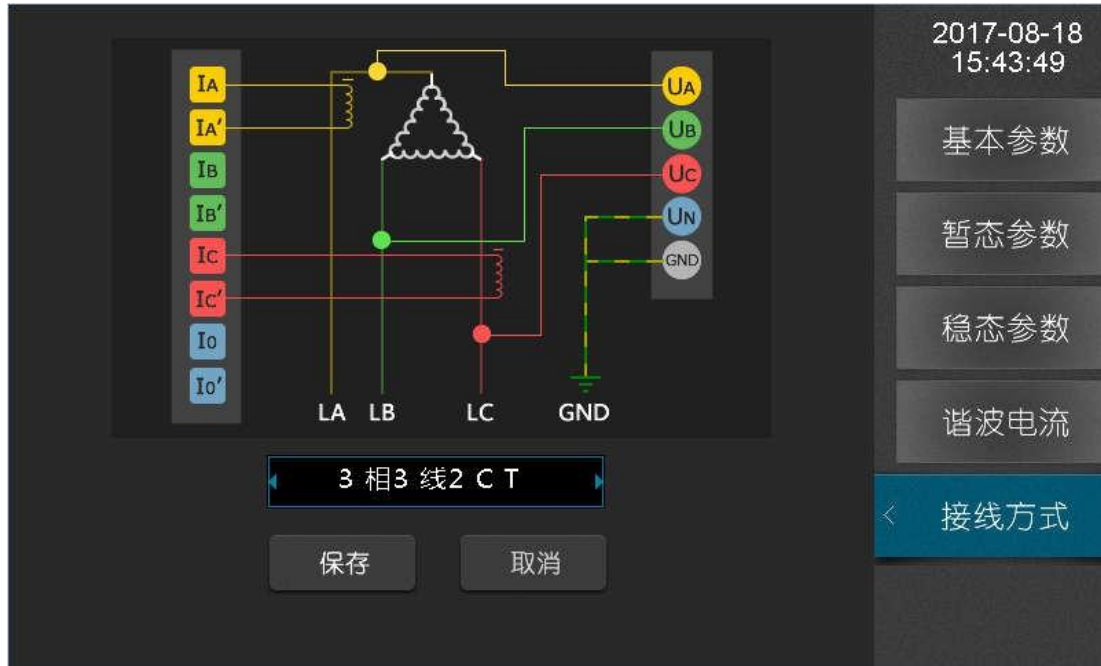 2017-08-18
15:43:49
IA
IA'
IB
IB'
IC
IC'
I0
I0'
UA
UB
UC
UN
GND
LA LB LC GND
3 相3 线2 C T
保存 取消
基本参数
暂态参数
稳态参数
谐波电流
接线方式